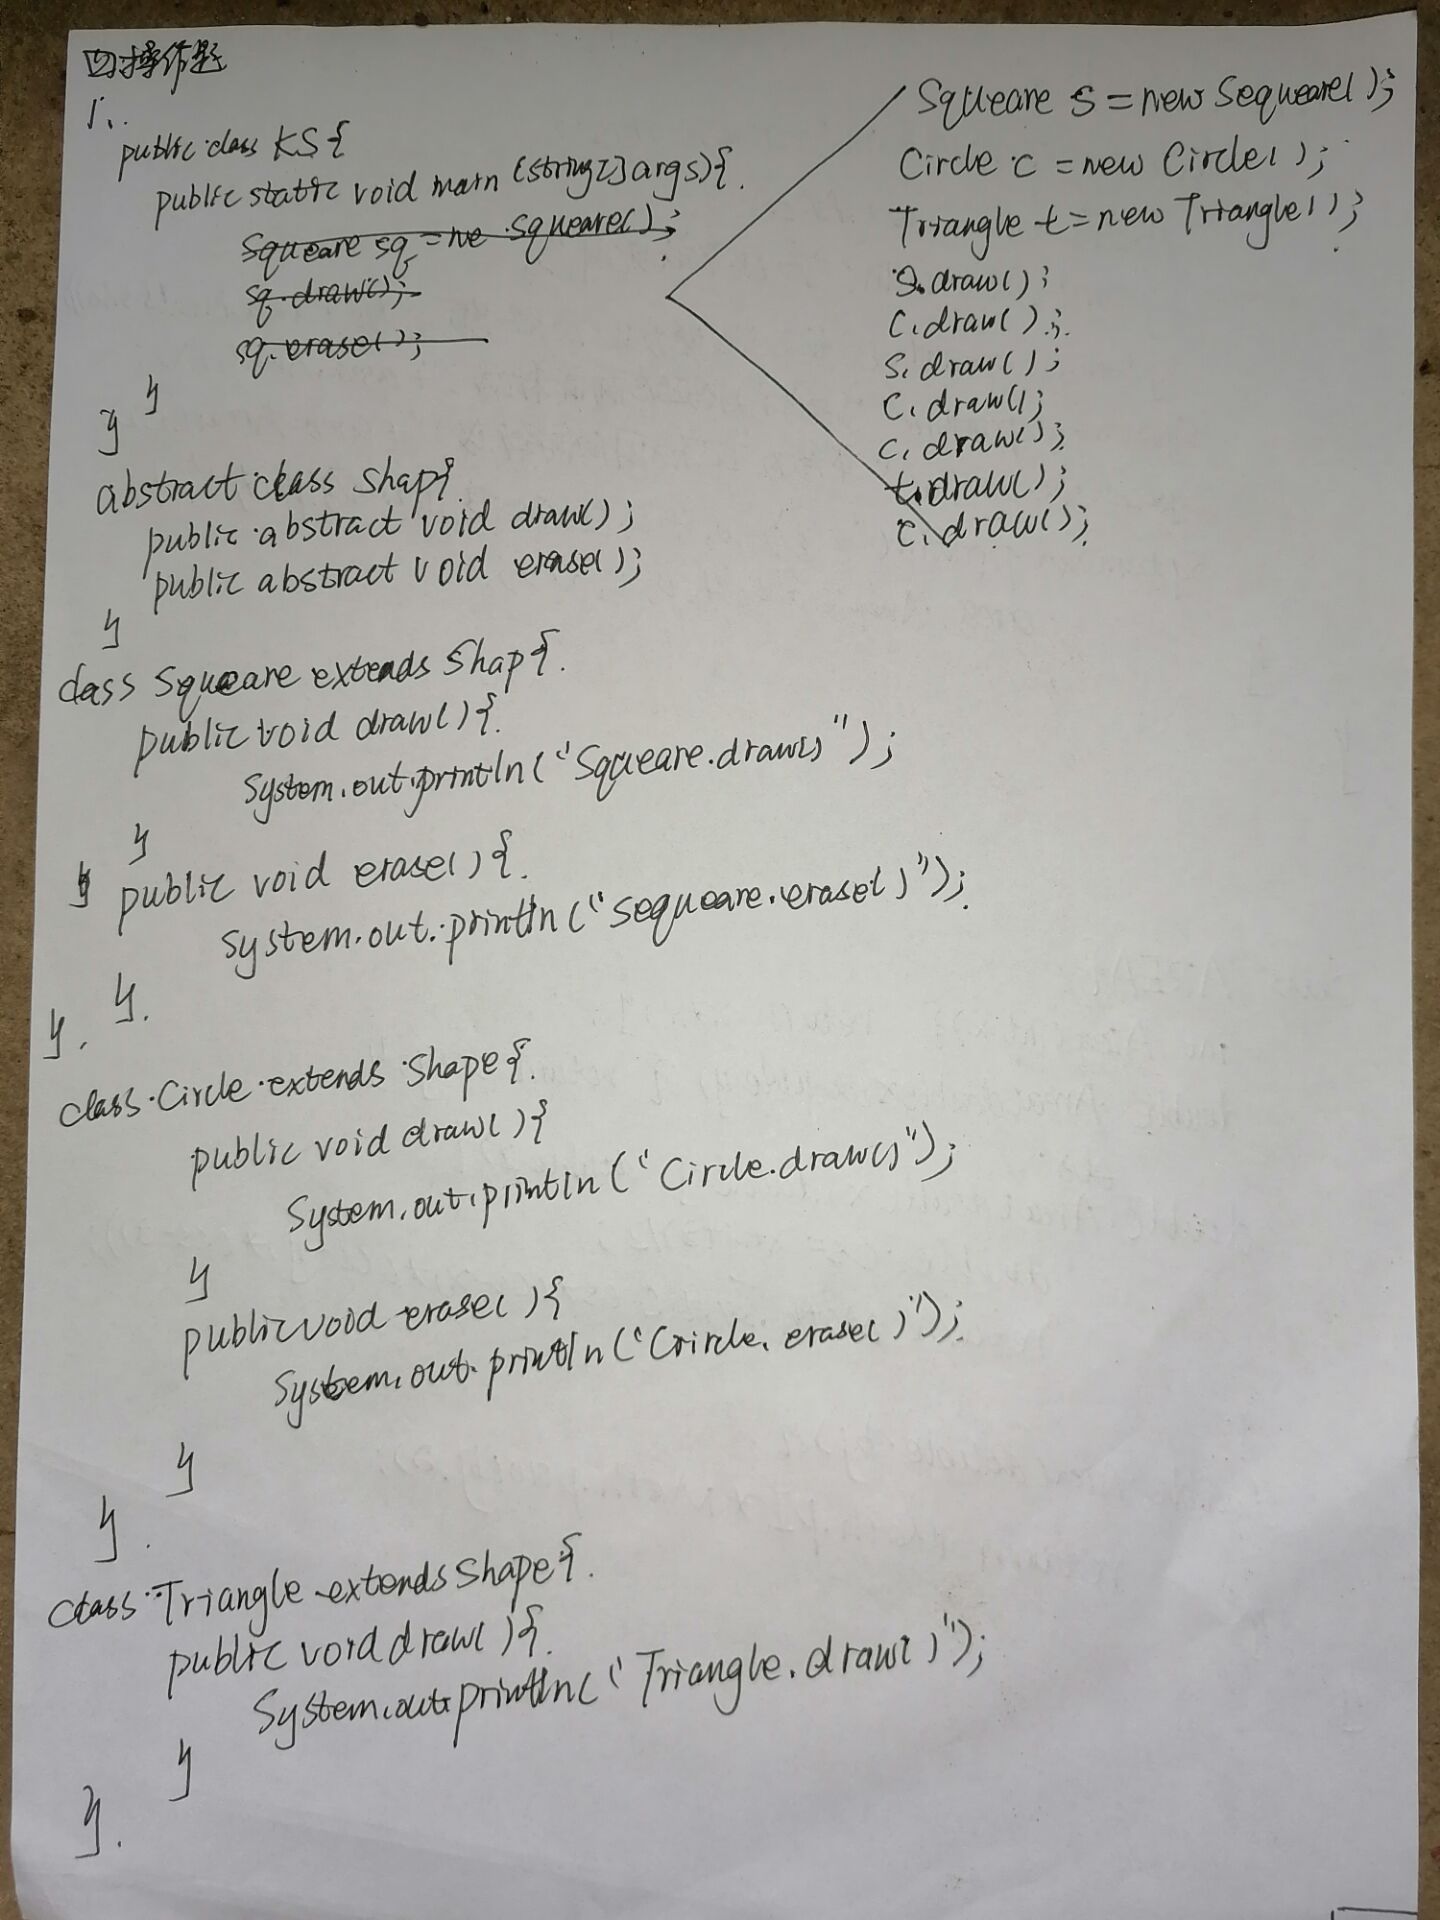 四操作题
1、.
public class KS{
public static void main (string[] args){
squeare sq = ne squeare();
sq.draw();
sq.erase();
Squeare s = new Sequeare();
Circle c = new Circle();
Triangle t = new Triangle();
s.draw();
c.draw();
s.draw();
c.draw();
c.draw();
t.draw();
c.draw();
}
}
abstract class Shap{
public abstract void draw();
public abstract void erase();
}
class Squeare extends Shap{
public void draw(){
System.out.println("Squeare.draw()");
}
} public void erase(){
System.out.println("Sequeare.erase()");
}
}
class Circle extends Shape{
public void draw(){
System.out.println("Circle.draw()");
}
public void erase(){
System.out.println("Crircle.erase()");
}
}
class Triangle extends Shape{
public void draw(){
System.out.println("Triangle.draw()");
}
}